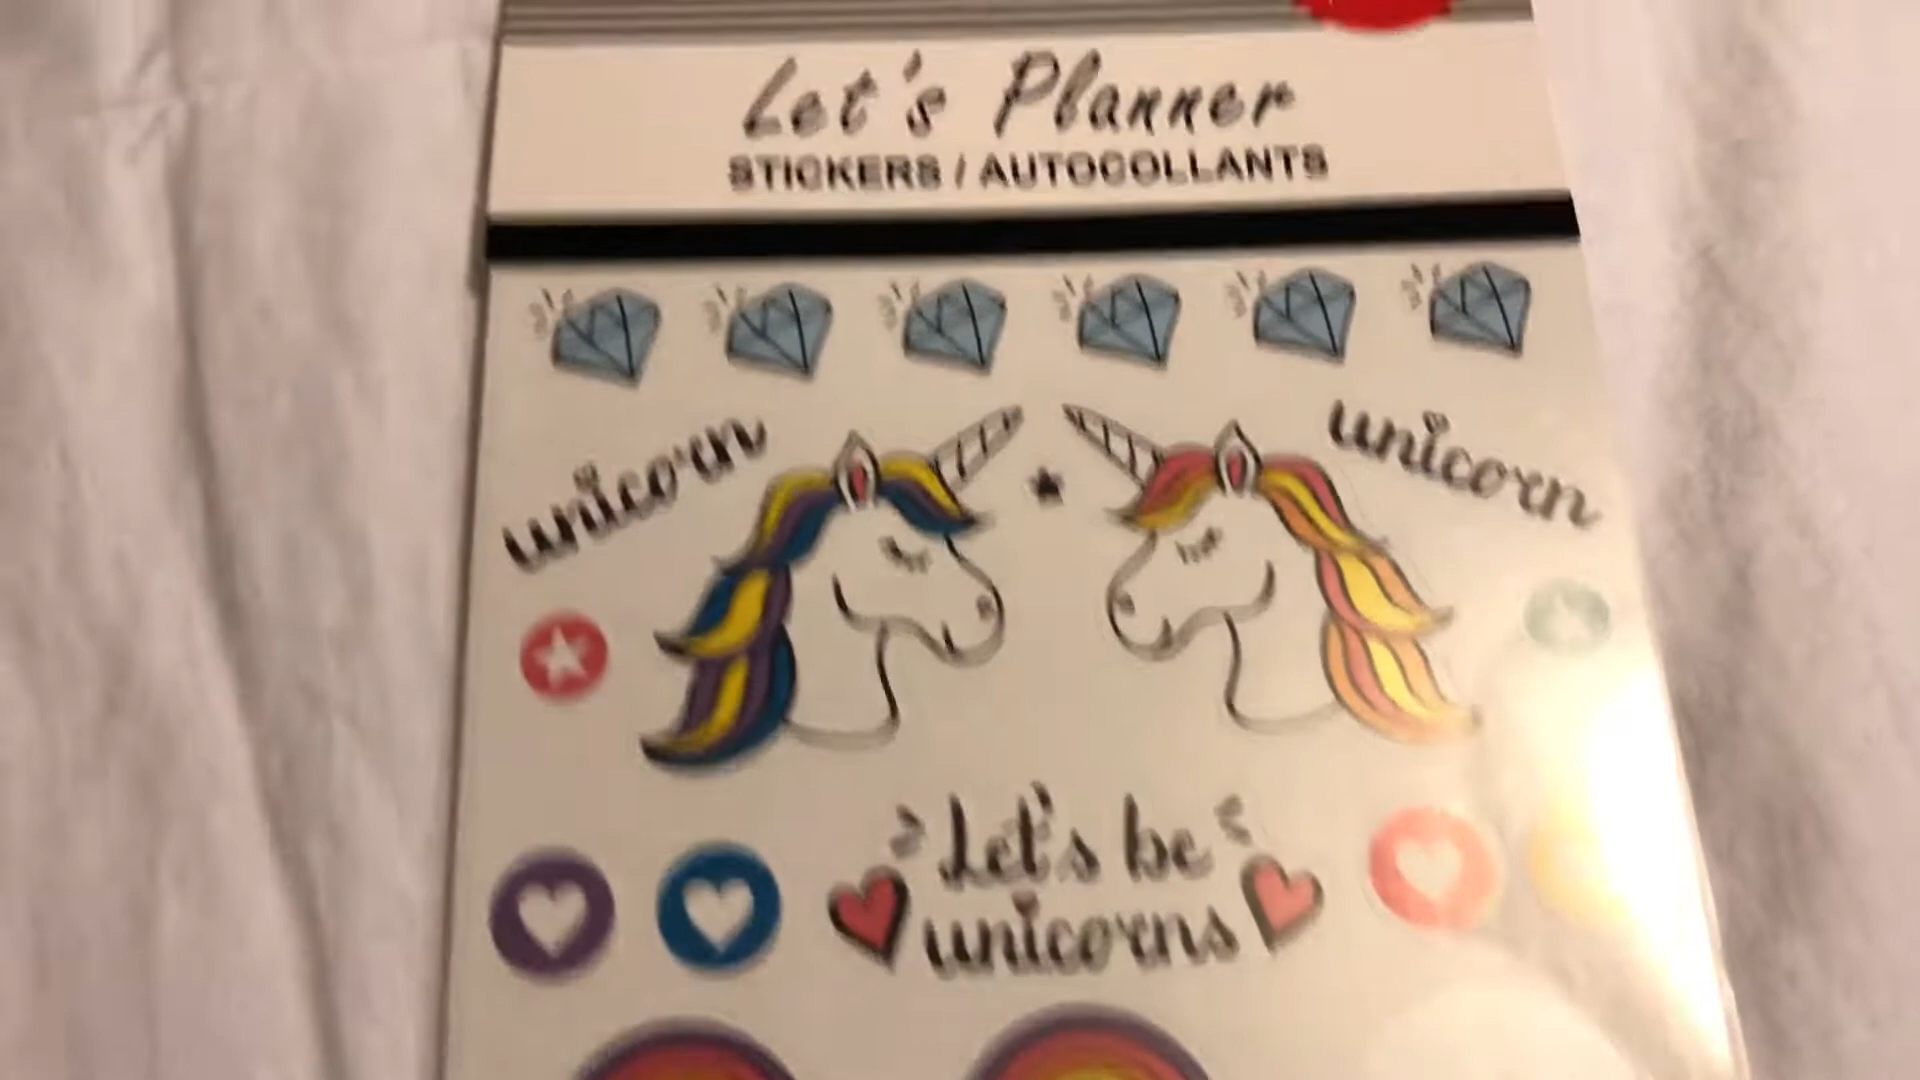 Let's Planner
STICKERS / AUTOCOLLANTS
unicorn
unicorn
Let's be
unicorns